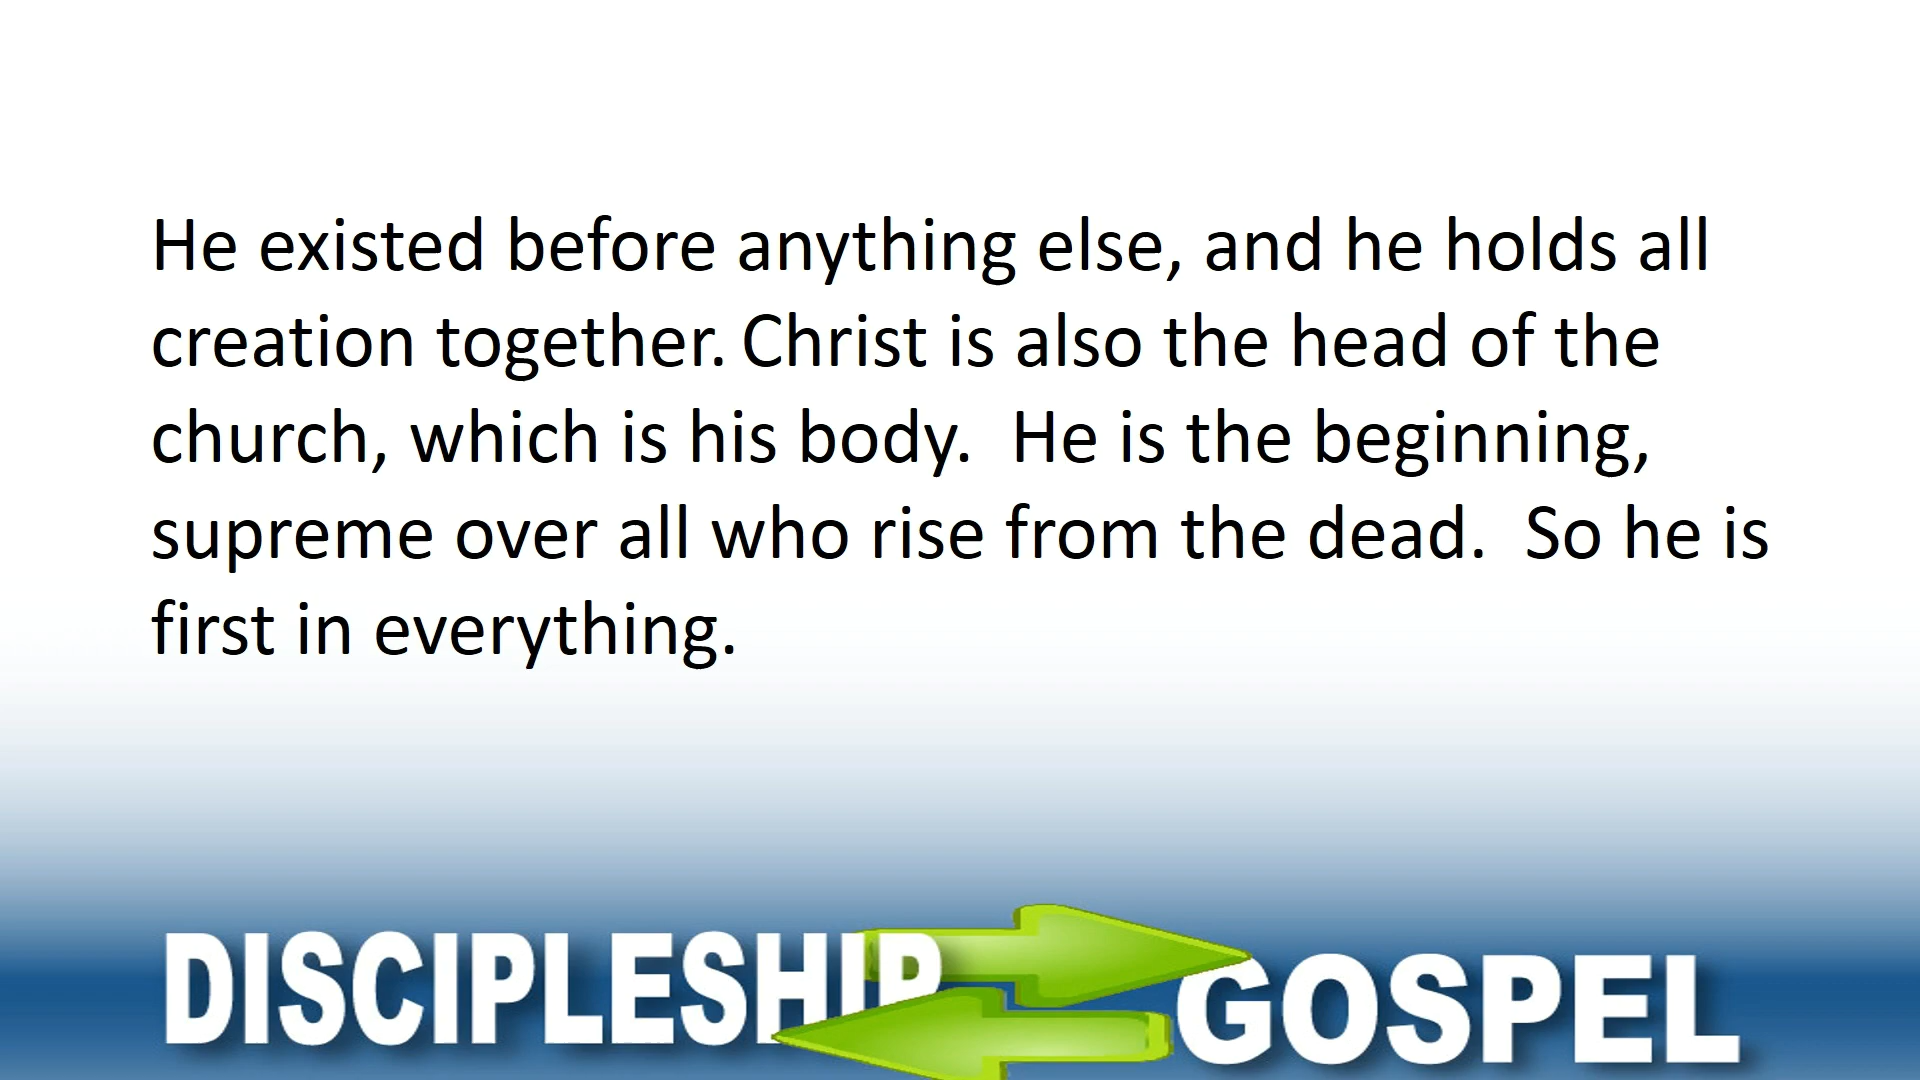 He existed before anything else, and he holds all
creation together. Christ is also the head of the
church, which is his body.  He is the beginning,
supreme over all who rise from the dead.  So he is
first in everything.
DISCIPLESHIP
GOSPEL